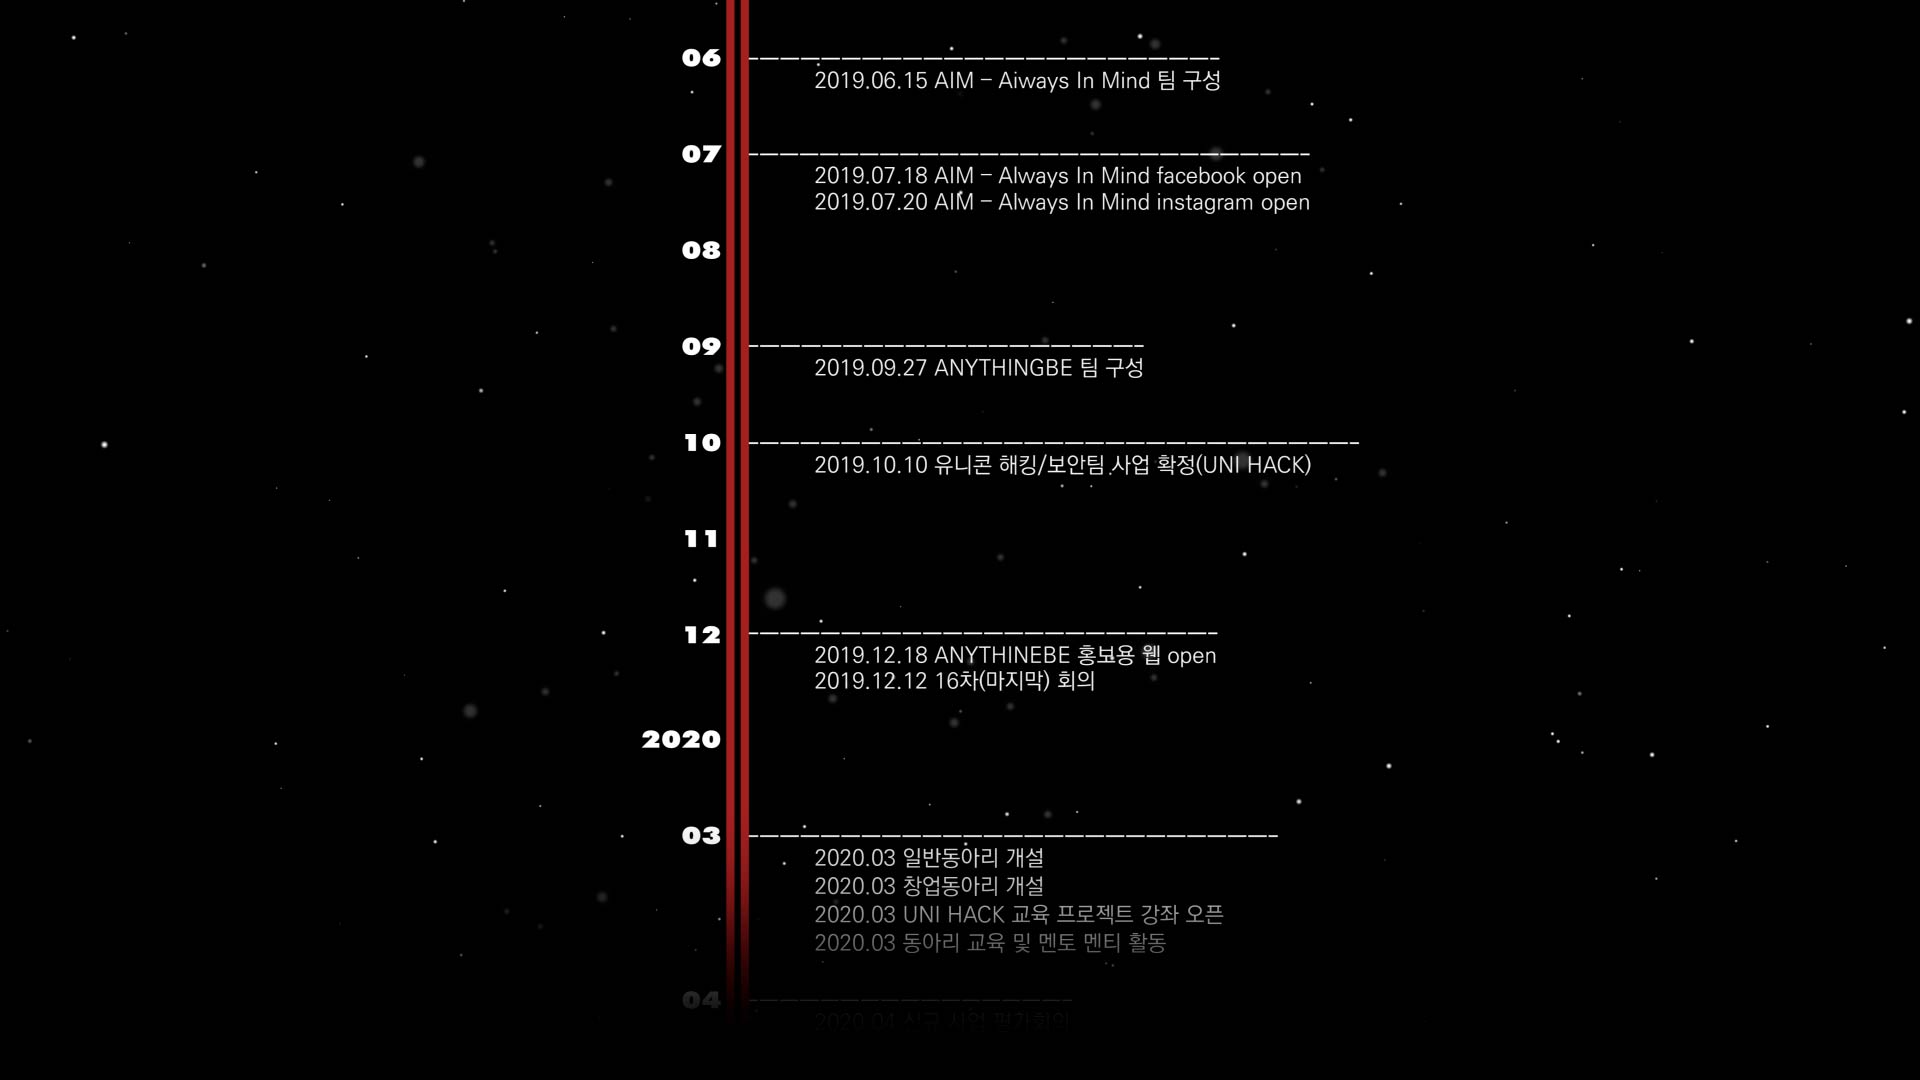 06
2019.06.15 AIM – Aiways In Mind 팀 구성
07
2019.07.18 AIM – Always In Mind facebook open
2019.07.20 AIM – Always In Mind instagram open
08
09
2019.09.27 ANYTHINGBE 팀 구성
10
2019.10.10 유니콘 해킹/보안팀 사업 확정(UNI HACK)
11
12
2019.12.18 ANYTHINEBE 홍보용 웹 open
2019.12.12 16차(마지막) 회의
2020
03
2020.03 일반동아리 개설
2020.03 창업동아리 개설
2020.03 UNI HACK 교육 프로젝트 강좌 오픈
2020.03 동아리 교육 및 멘토 멘티 활동
04
2020.04 신규 사업 평가회의